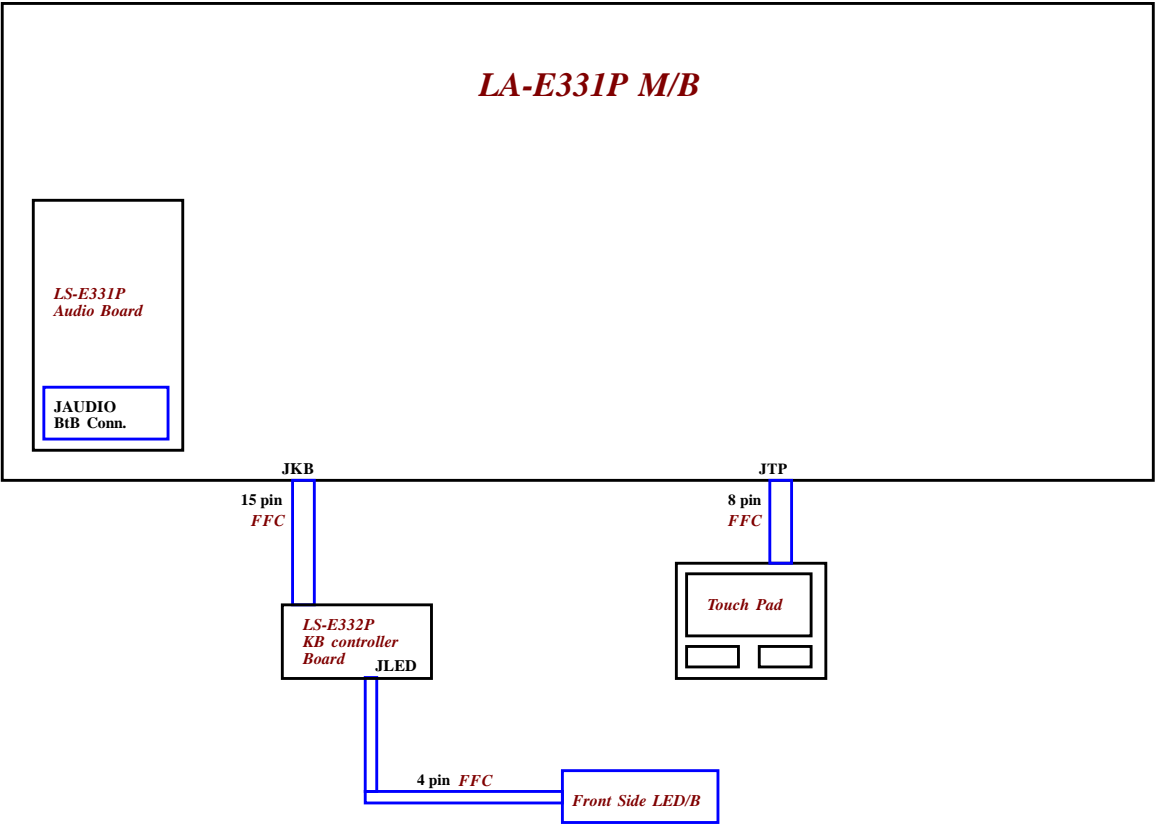 LA-E331P M/B
LS-E331P
Audio Board
JAUDIO
BtB Conn.
JKB
JTP
15 pin
FFC
8 pin
FFC
Touch Pad
LS-E332P
KB controller
Board
JLED
4 pin FFC
Front Side LED/B